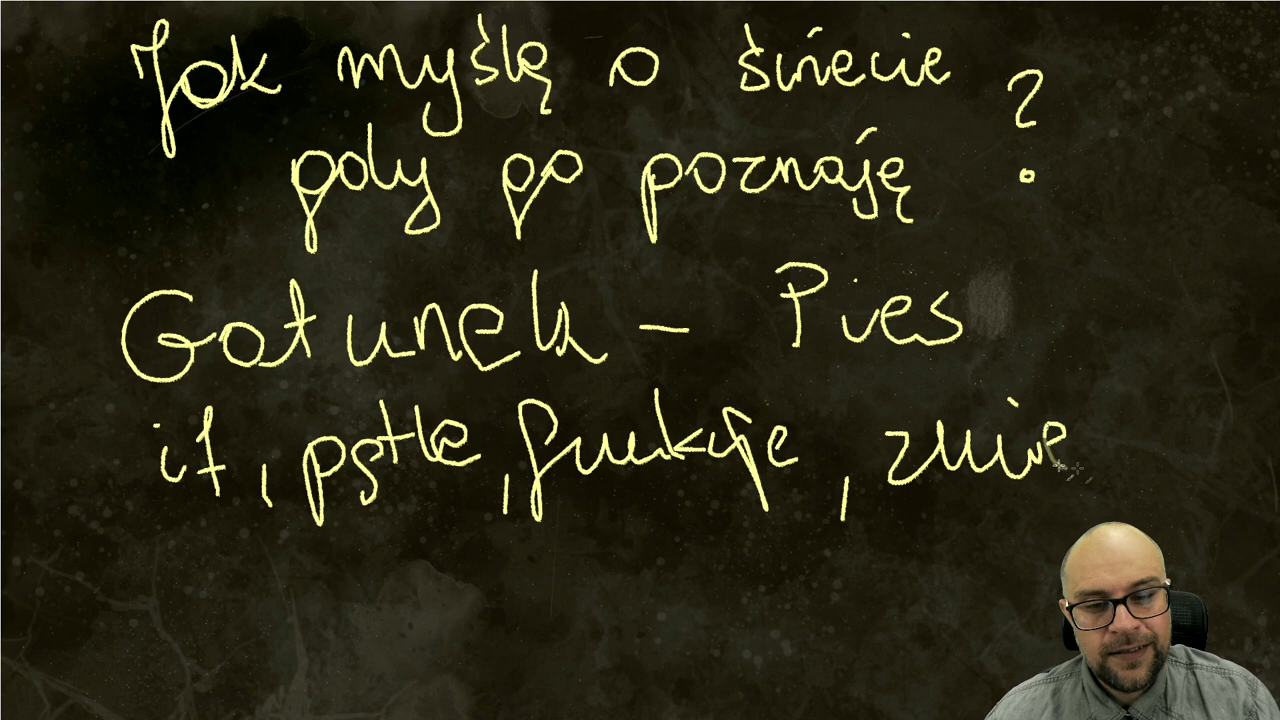 Jak myślę o świecie
gdy go poznaję ?
Gatunek – Pies
if, pętle, funkcje, zmie